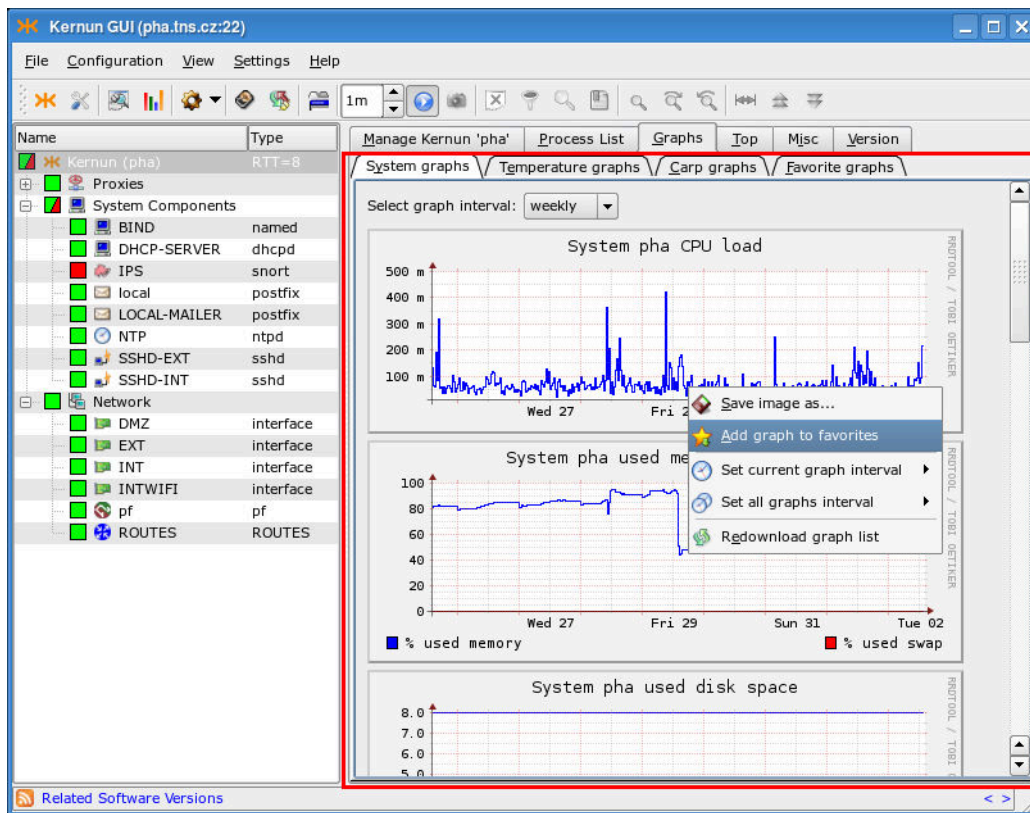 Kernun GUI (pha.tns.cz:22)
File Configuration View Settings Help
1m
Name Type
Kernun (pha) RTT=8
Proxies
System Components
BIND named
DHCP-SERVER dhcpd
IPS snort
local postfix
LOCAL-MAILER postfix
NTP ntpd
SSHD-EXT sshd
SSHD-INT sshd
Network
DMZ interface
EXT interface
INT interface
INTWIFI interface
pf pf
ROUTES ROUTES
Manage Kernun 'pha' Process List Graphs Top Misc Version
System graphs Temperature graphs Carp graphs Favorite graphs
Select graph interval: weekly
System pha CPU load
500 m
400 m
300 m
200 m
100 m
Wed 27 Fri 2
RRDTOOL / TOBI OETIKER
Save image as...
Add graph to favorites
Set current graph interval
Set all graphs interval
Redownload graph list
System pha used me
100
80
60
40
20
0
Wed 27 Fri 29 Sun 31 Tue 02
% used memory % used swap
RRDTOOL / TOBI OETIKER
System pha used disk space
8.0
7.0
6.0
5.0
RRDTOOL / TOBI O
Related Software Versions < >